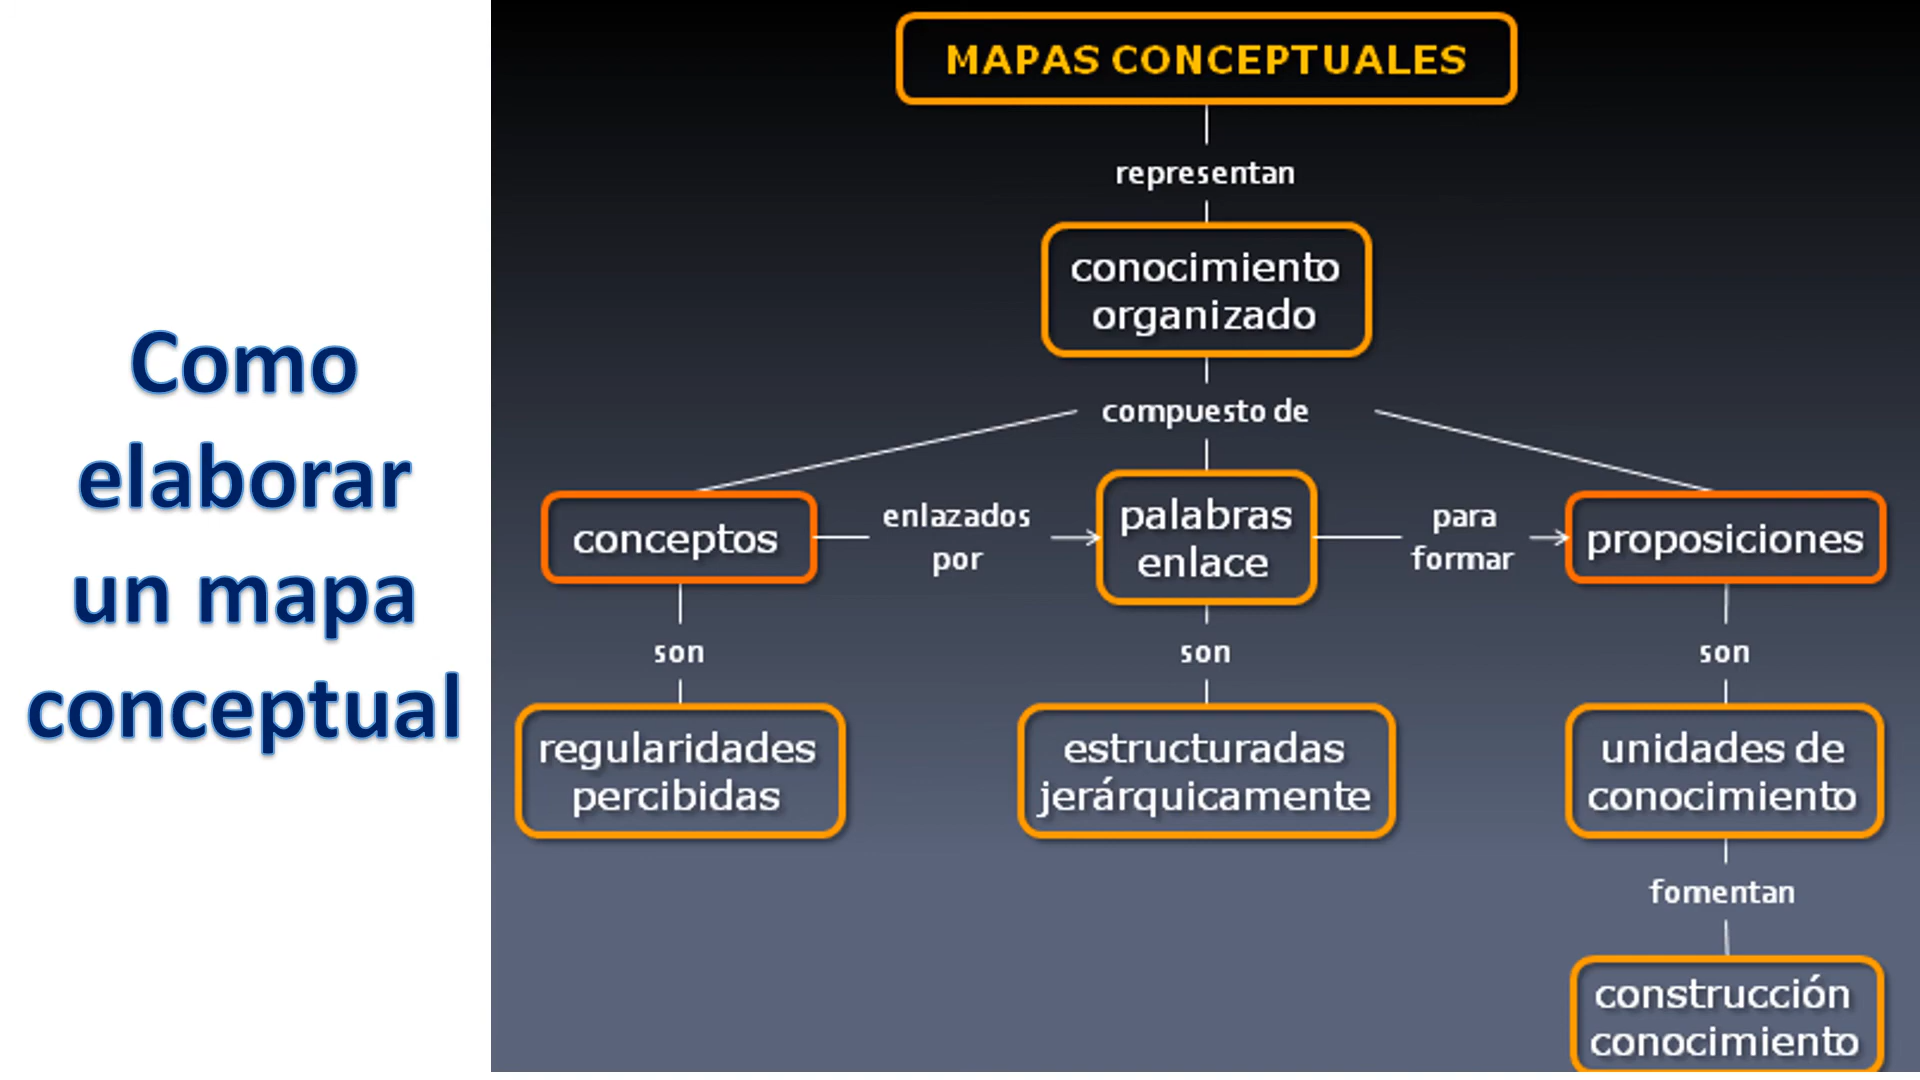 Como
elaborar
un mapa
conceptual
MAPAS CONCEPTUALES
representan
conocimiento
organizado
compuesto de
conceptos
enlazados
por
palabras
enlace
para
formar
proposiciones
son
son
son
regularidades
percibidas
estructuradas
jerárquicamente
unidades de
conocimiento
fomentan
construcción
conocimiento